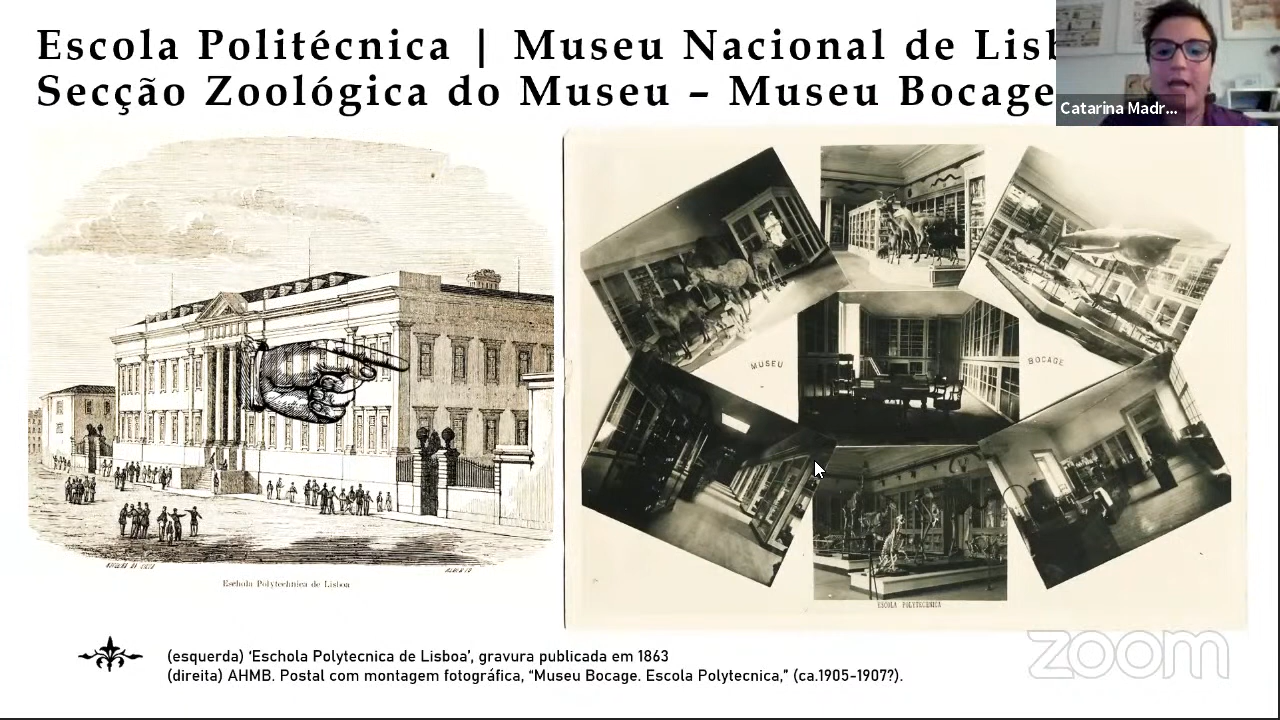 Escola Politécnica | Museu Nacional de Lisb
Secção Zoológica do Museu – Museu Bocage
Catarina Madr...
MUSEU
BOCAGE
Eschola Polytechnica de Lisboa
ESCOLA POLYTECHNICA
(esquerda) 'Eschola Polytecnica de Lisboa', gravura publicada em 1863
(direita) AHMB. Postal com montagem fotográfica, “Museu Bocage. Escola Polytecnica,” (ca.1905-1907?).
zoom